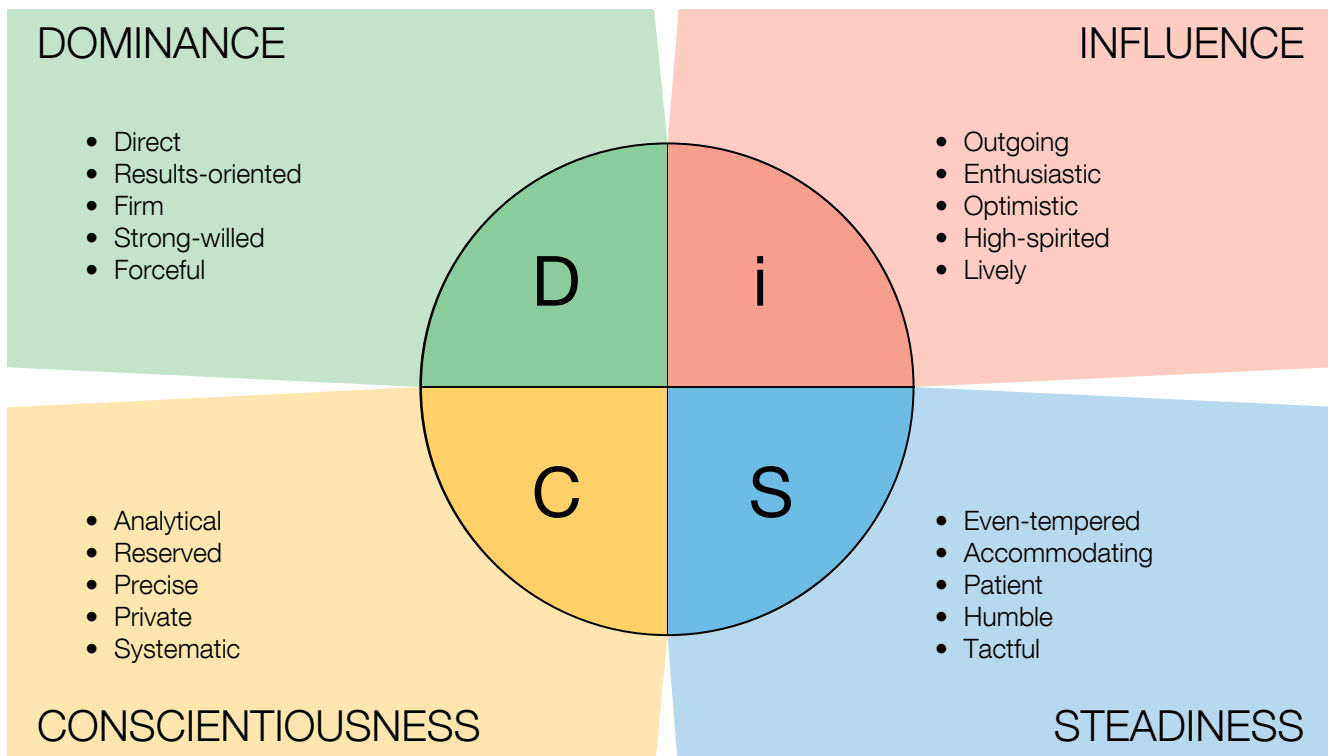 DOMINANCE
• Direct
• Results-oriented
• Firm
• Strong-willed
• Forceful
INFLUENCE
• Outgoing
• Enthusiastic
• Optimistic
• High-spirited
• Lively
D
i
C
S
• Analytical
• Reserved
• Precise
• Private
• Systematic
CONSCIENTIOUSNESS
• Even-tempered
• Accommodating
• Patient
• Humble
• Tactful
STEADINESS